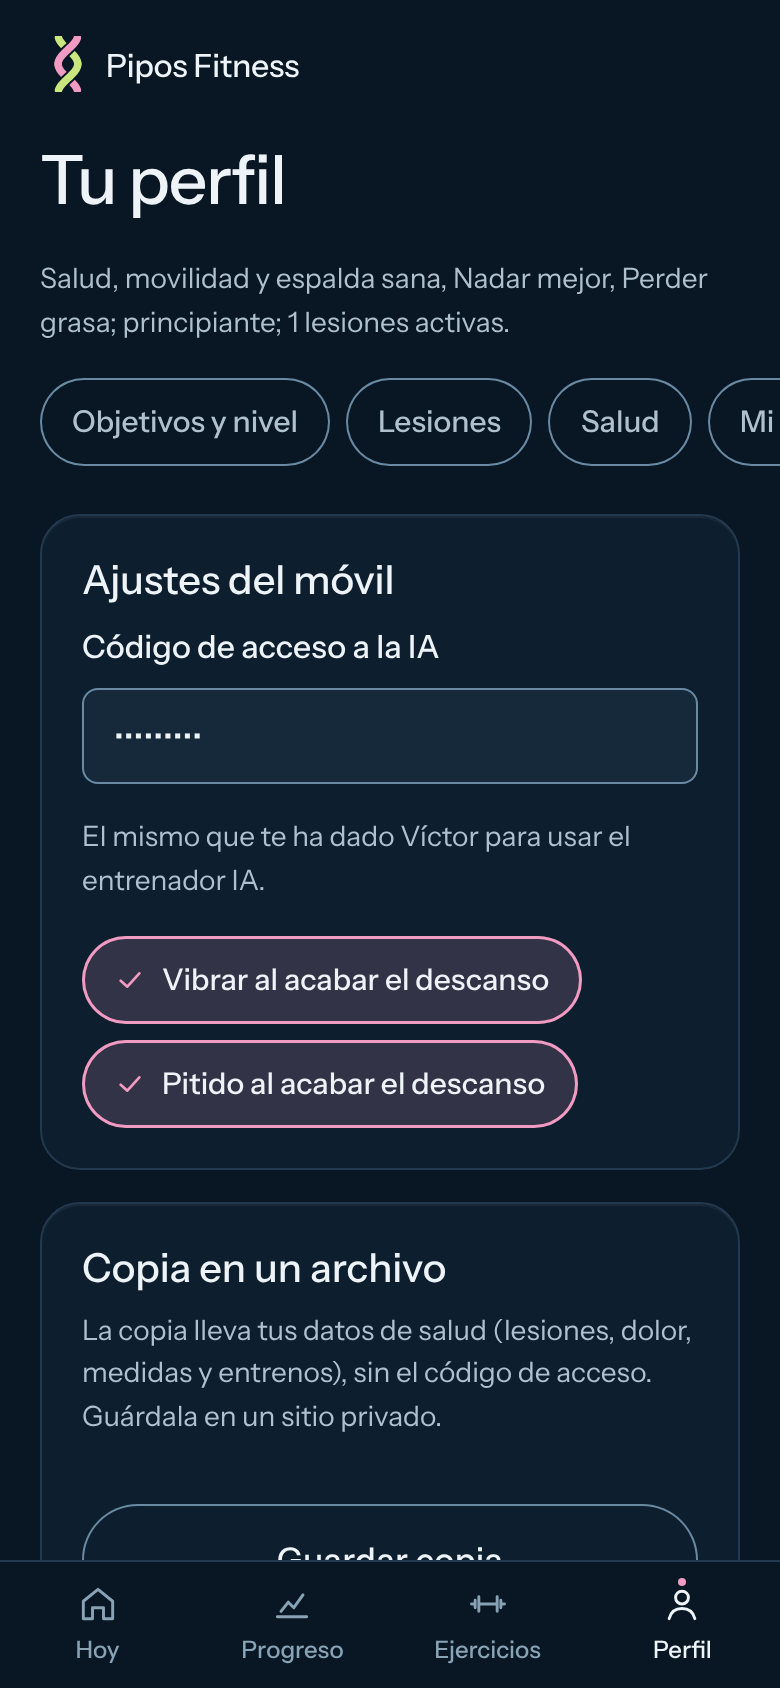 Pipos Fitness
Tu perfil
Salud, movilidad y espalda sana, Nadar mejor, Perder
grasa; principiante; 1 lesiones activas.
Objetivos y nivel
Lesiones
Salud
Mi
Ajustes del móvil
Código de acceso a la IA
•••••••••
El mismo que te ha dado Víctor para usar el
entrenador IA.
Vibrar al acabar el descanso
Pitido al acabar el descanso
Copia en un archivo
La copia lleva tus datos de salud (lesiones, dolor,
medidas y entrenos), sin el código de acceso.
Guárdala en un sitio privado.
Guardar copia
Hoy
Progreso
Ejercicios
Perfil